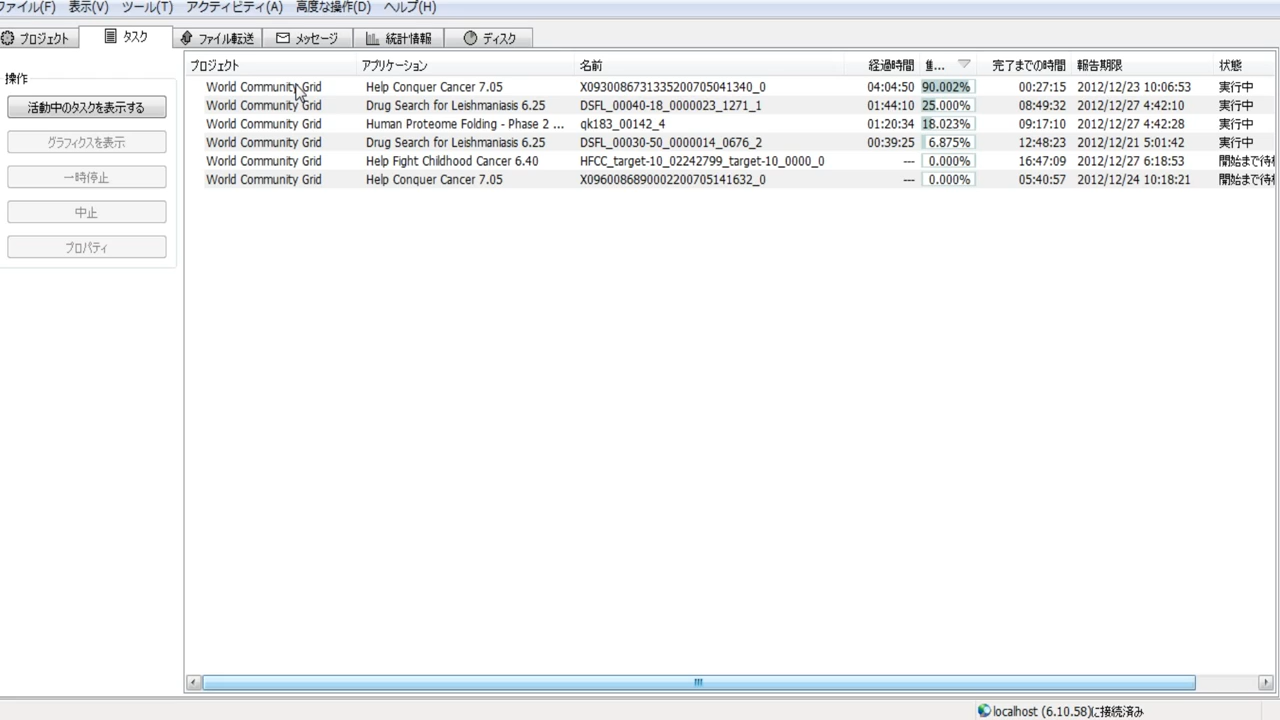 ファイル(F) 表示(V) ツール(T) アクティビティ(A) 高度な操作(D) ヘルプ(H)
プロジェクト タスク ファイル転送 メッセージ 統計情報 ディスク
操作
活動中のタスクを表示する
グラフィクスを表示
一時停止
中止
プロパティ
プロジェクト アプリケーション 名前 経過時間 進... 完了までの時間 報告期限 状態
World Community Grid Help Conquer Cancer 7.05 X0930086731335200705041340_0 04:04:50 90.002% 00:27:15 2012/12/23 10:06:53 実行中
World Community Grid Drug Search for Leishmaniasis 6.25 DSFL_00040-18_0000023_1271_1 01:44:10 25.000% 08:49:32 2012/12/27 4:42:10 実行中
World Community Grid Human Proteome Folding - Phase 2 ... qk183_00142_4 01:20:34 18.023% 09:17:10 2012/12/27 4:42:28 実行中
World Community Grid Drug Search for Leishmaniasis 6.25 DSFL_00030-50_0000014_0676_2 00:39:25 6.875% 12:48:23 2012/12/21 5:01:42 実行中
World Community Grid Help Fight Childhood Cancer 6.40 HFCC_target-10_02242799_target-10_0000_0 --- 0.000% 16:47:09 2012/12/27 6:18:53 開始まで待機
World Community Grid Help Conquer Cancer 7.05 X0960086890002200705141632_0 --- 0.000% 05:40:57 2012/12/24 10:18:21 開始まで待機
localhost (6.10.58)に接続済み